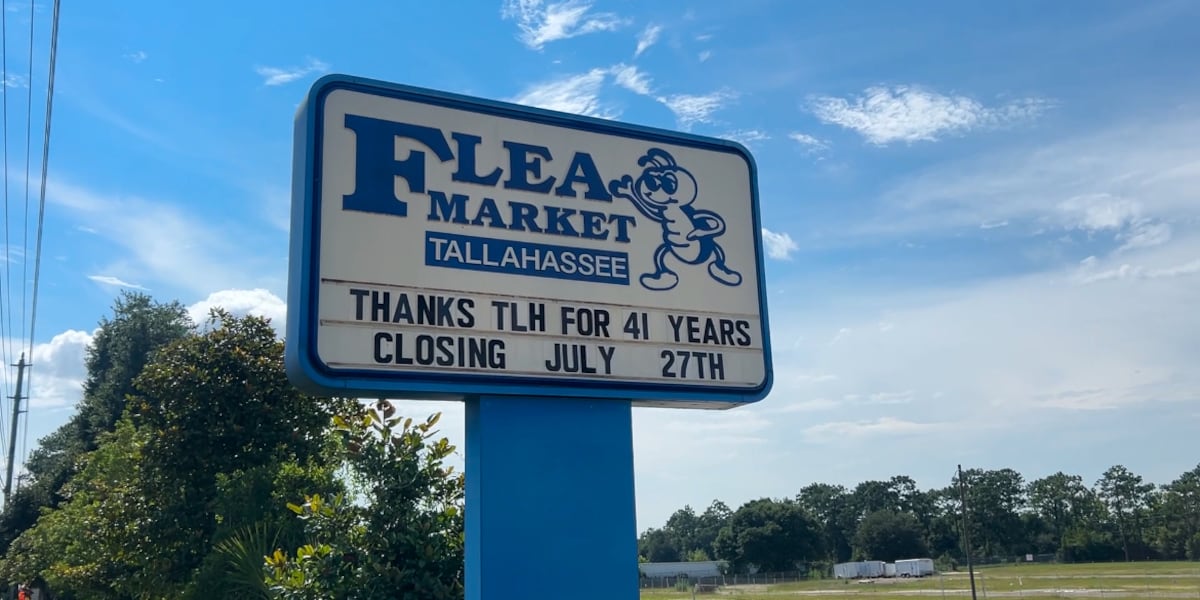 FLEA
MARKET
TALLAHASSEE
THANKS TLH FOR 41 YEARS
CLOSING JULY 27TH